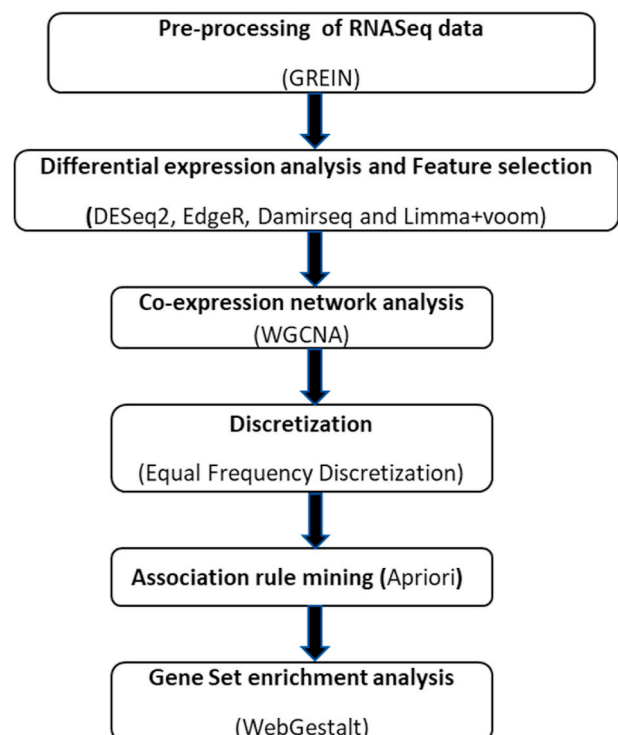 Pre-processing of RNASeq data
(GREIN)
Differential expression analysis and Feature selection
(DESeq2, EdgeR, Damirseq and Limma+voom)
Co-expression network analysis
(WGCNA)
Discretization
(Equal Frequency Discretization)
Association rule mining (Apriori)
Gene Set enrichment analysis
(WebGestalt)